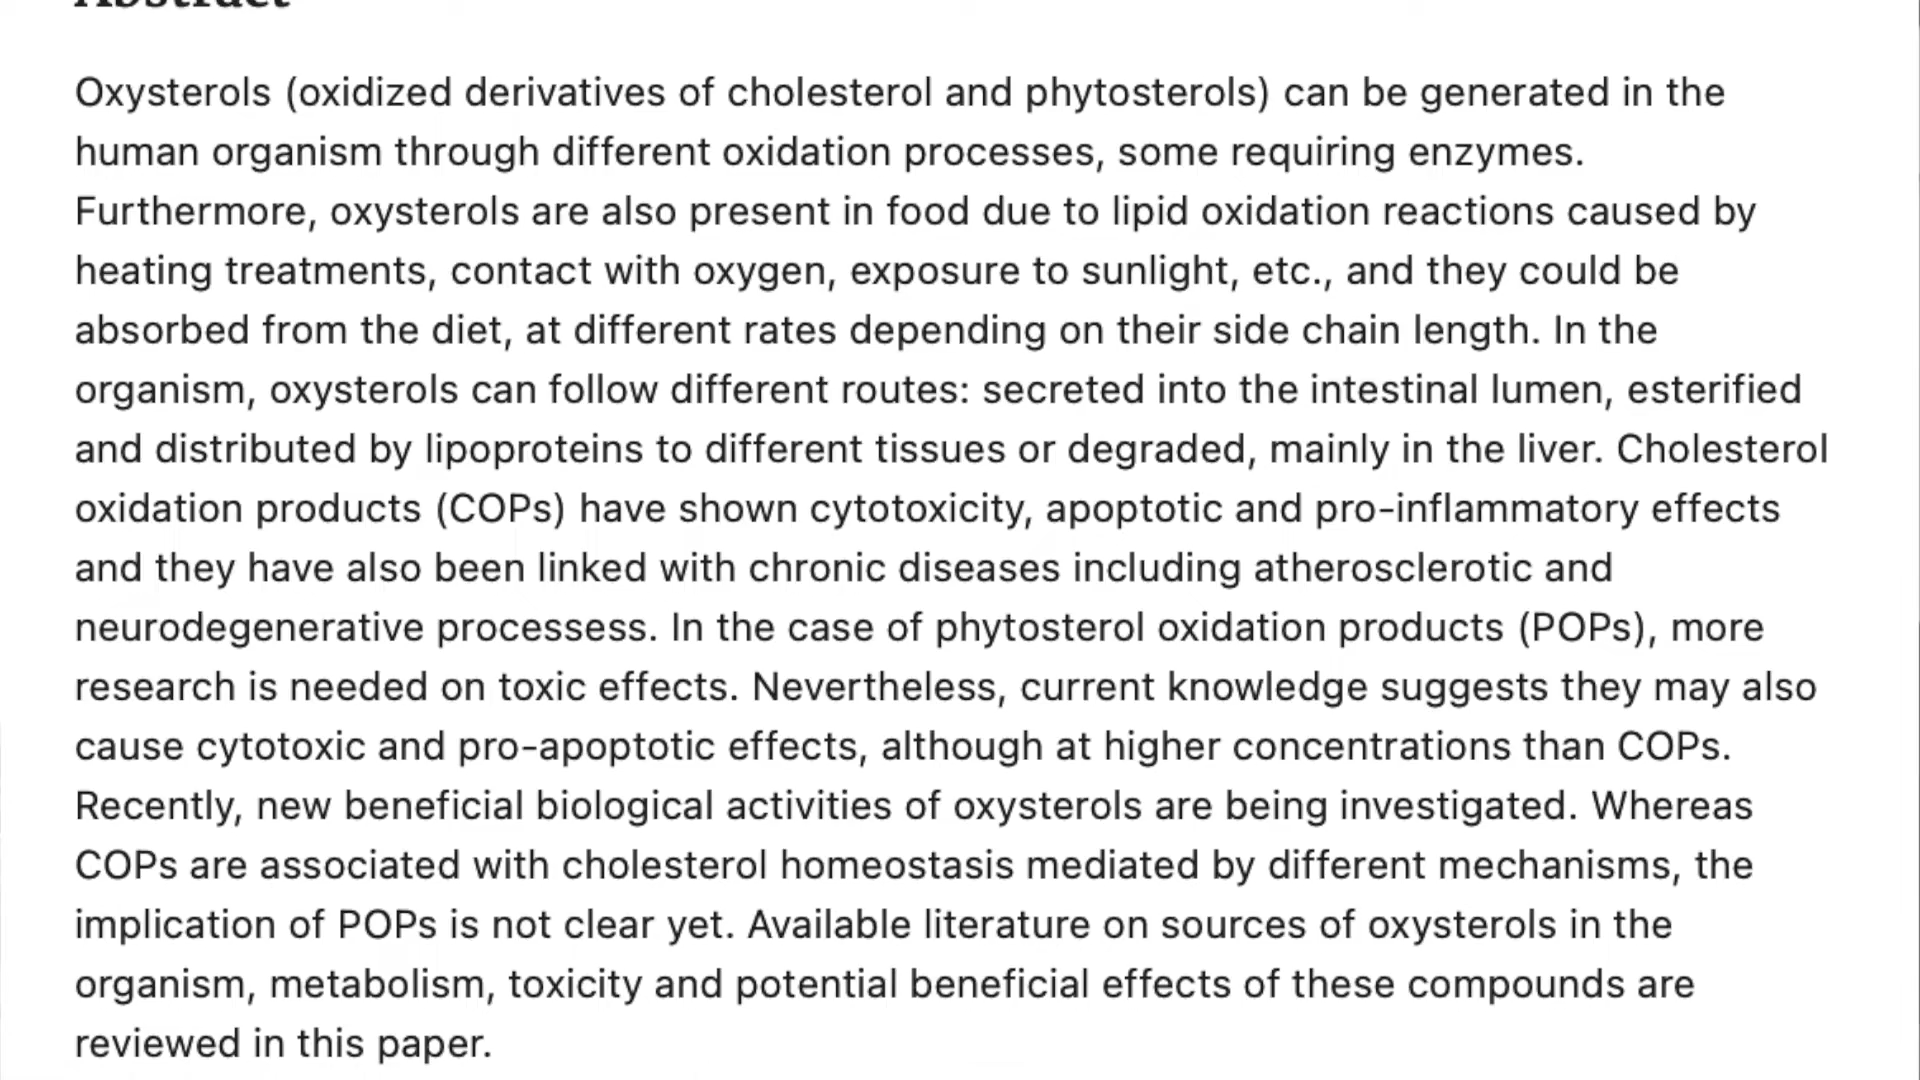 Abstract
Oxysterols (oxidized derivatives of cholesterol and phytosterols) can be generated in the
human organism through different oxidation processes, some requiring enzymes.
Furthermore, oxysterols are also present in food due to lipid oxidation reactions caused by
heating treatments, contact with oxygen, exposure to sunlight, etc., and they could be
absorbed from the diet, at different rates depending on their side chain length. In the
organism, oxysterols can follow different routes: secreted into the intestinal lumen, esterified
and distributed by lipoproteins to different tissues or degraded, mainly in the liver. Cholesterol
oxidation products (COPs) have shown cytotoxicity, apoptotic and pro-inflammatory effects
and they have also been linked with chronic diseases including atherosclerotic and
neurodegenerative processess. In the case of phytosterol oxidation products (POPs), more
research is needed on toxic effects. Nevertheless, current knowledge suggests they may also
cause cytotoxic and pro-apoptotic effects, although at higher concentrations than COPs.
Recently, new beneficial biological activities of oxysterols are being investigated. Whereas
COPs are associated with cholesterol homeostasis mediated by different mechanisms, the
implication of POPs is not clear yet. Available literature on sources of oxysterols in the
organism, metabolism, toxicity and potential beneficial effects of these compounds are
reviewed in this paper.